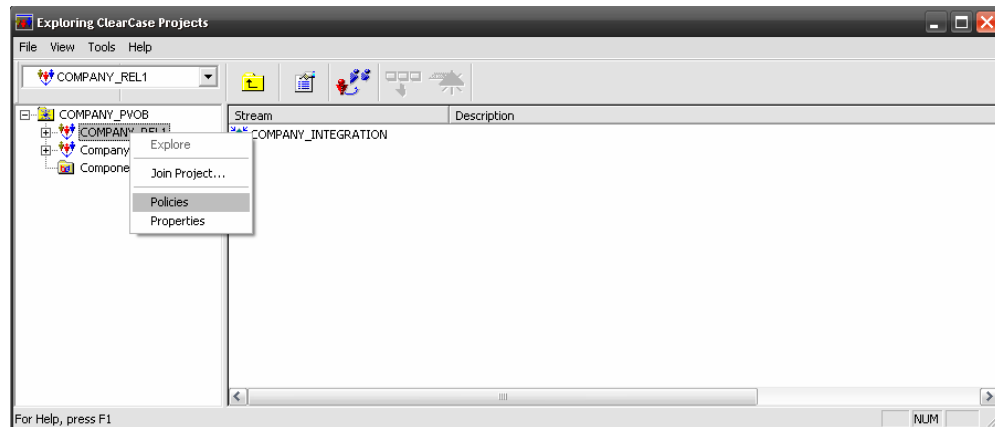 Exploring ClearCase Projects
File View Tools Help
COMPANY_REL1
COMPANY_PVOB
COMPANY_REL1
Company
Compone
Explore
Join Project...
Policies
Properties
Stream Description
COMPANY_INTEGRATION
For Help, press F1 NUM